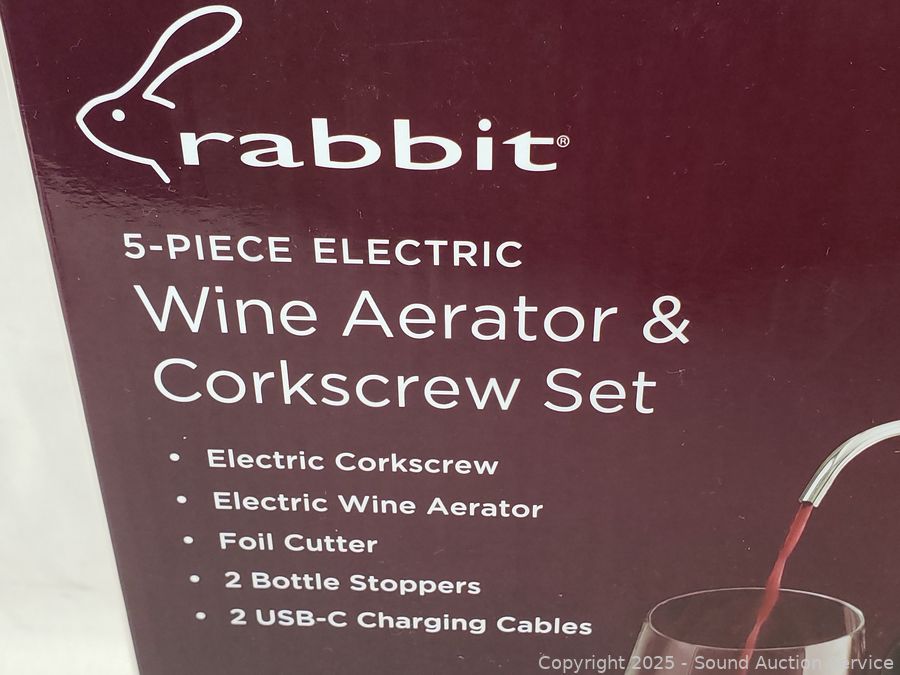 rabbit®
5-PIECE ELECTRIC
Wine Aerator &
Corkscrew Set
• Electric Corkscrew
• Electric Wine Aerator
• Foil Cutter
• 2 Bottle Stoppers
• 2 USB-C Charging Cables
Copyright 2025 - Sound Auction Service